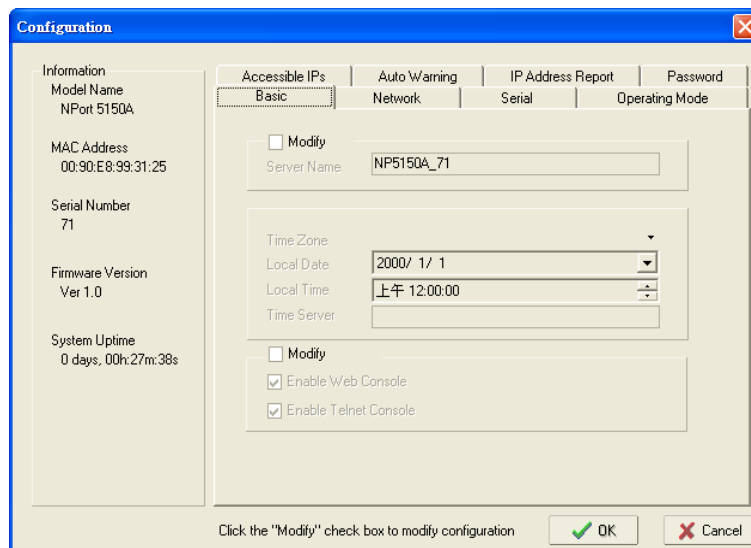 Configuration
Information
Model Name
NPort 5150A
MAC Address
00:90:E8:99:31:25
Serial Number
71
Firmware Version
Ver 1.0
System Uptime
0 days, 00h:27m:38s
Accessible IPs
Auto Warning
IP Address Report
Password
Basic
Network
Serial
Operating Mode
Modify
Server Name
NP5150A_71
Time Zone
Local Date
2000/ 1/ 1
Local Time
上午 12:00:00
Time Server
Modify
Enable Web Console
Enable Telnet Console
Click the "Modify" check box to modify configuration
OK
Cancel